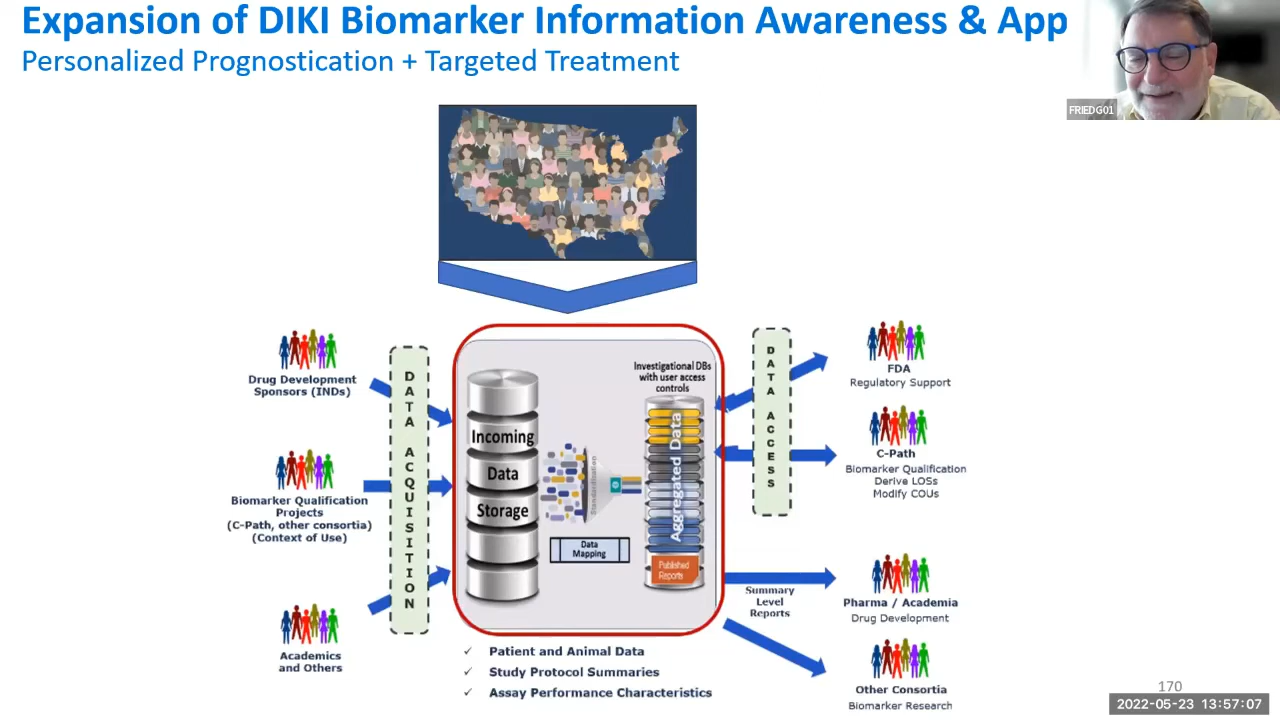 Expansion of DIKI Biomarker Information Awareness & App
Personalized Prognostication + Targeted Treatment
FRIEDG01
Drug Development
Sponsors (INDs)
Biomarker Qualification
Projects
(C-Path, other consortia)
(Context of Use)
Academics
and Others
DATA ACQUISITION
Incoming
Data
Storage
Standardization
Data
Mapping
Investigational DBs
with user access
controls
Aggregated Data
Published
Reports
DATA ACCESS
FDA
Regulatory Support
C-Path
Biomarker Qualification
Derive LOSs
Modify COUs
Summary
Level
Reports
Pharma / Academia
Drug Development
Other Consortia
Biomarker Research
✓ Patient and Animal Data
✓ Study Protocol Summaries
✓ Assay Performance Characteristics
170
2022-05-23 13:57:07